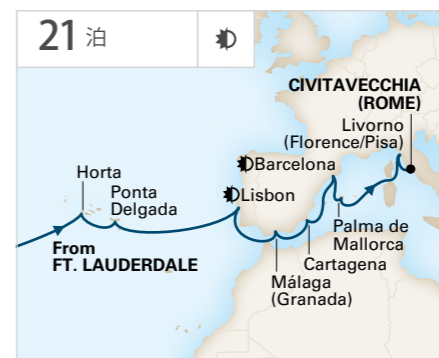 21 泊
CIVITAVECCHIA
(ROME)
Livorno
(Florence/Pisa)
Barcelona
Horta
Ponta
Delgada
Lisbon
Palma de
Mallorca
From
FT. LAUDERDALE
Cartagena
Málaga
(Granada)